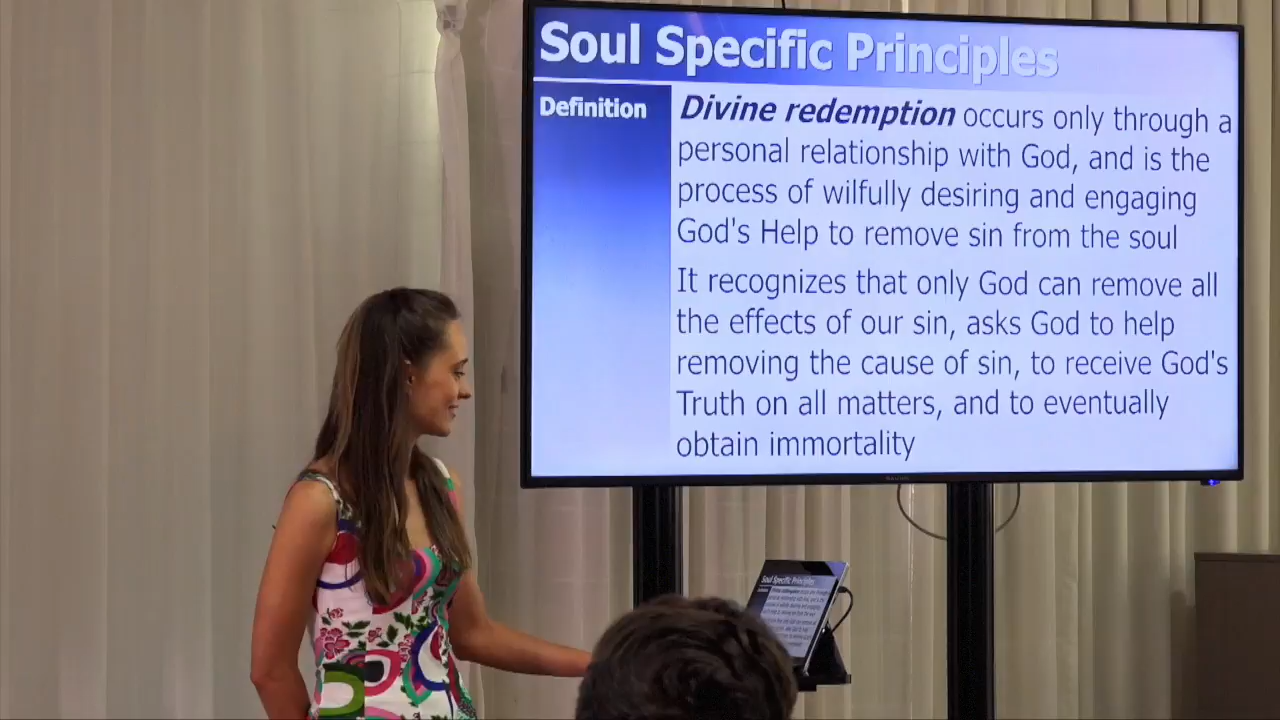 Soul Specific Principles
Definition
Divine redemption occurs only through a
personal relationship with God, and is the
process of wilfully desiring and engaging
God's Help to remove sin from the soul
It recognizes that only God can remove all
the effects of our sin, asks God to help
removing the cause of sin, to receive God's
Truth on all matters, and to eventually
obtain immortality
Soul Specific Principles